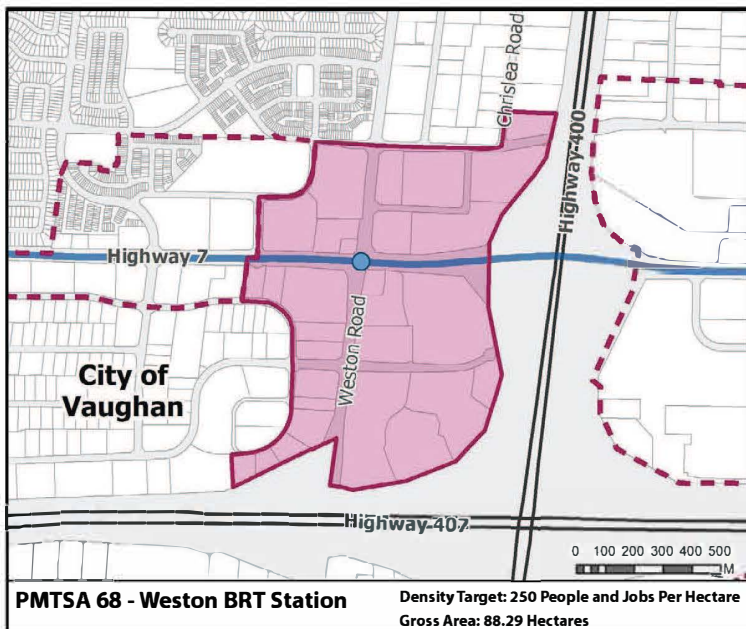 Chrislea Road
Highway 400
Highway 7
Weston Road
City of
Vaughan
Highway 407
0 100 200 300 400 500
M
PMTSA 68 - Weston BRT Station
Density Target: 250 People and Jobs Per Hectare
Gross Area: 88.29 Hectares